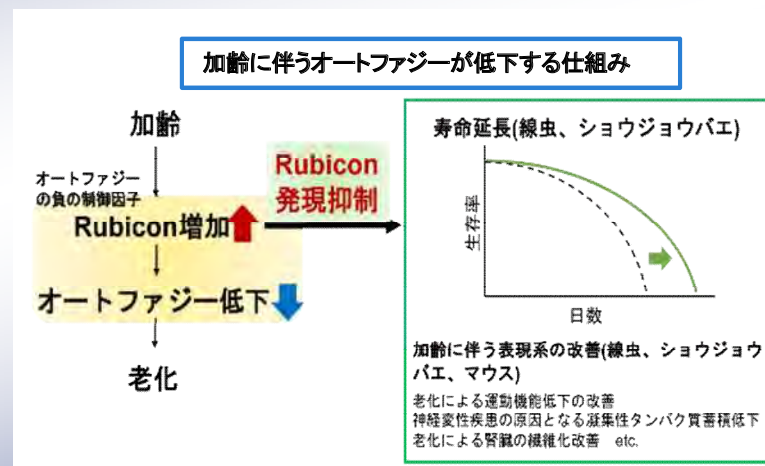 加齢に伴うオートファジーが低下する仕組み
加齢
オートファジー
の負の制御因子
Rubicon増加
オートファジー低下
老化
Rubicon
発現抑制
寿命延長(線虫、ショウジョウバエ)
生存率
日数
加齢に伴う表現系の改善(線虫、ショウジョウ
バエ、マウス)
老化による運動機能低下の改善
神経変性疾患の原因となる凝集性タンパク質蓄積低下
老化による腎臓の繊維化改善 etc.